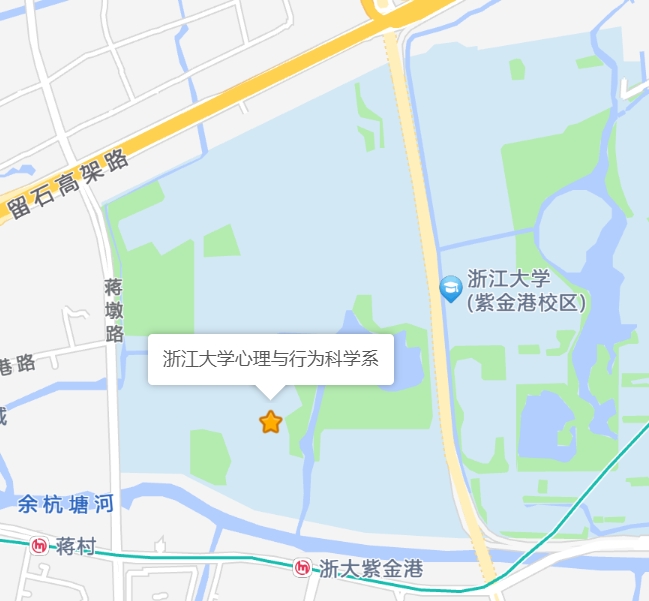 留石高架路
浙江大学
(紫金港校区)
蒋墩路
浙江大学心理与行为科学系
港路
余杭塘河
蒋村
浙大紫金港